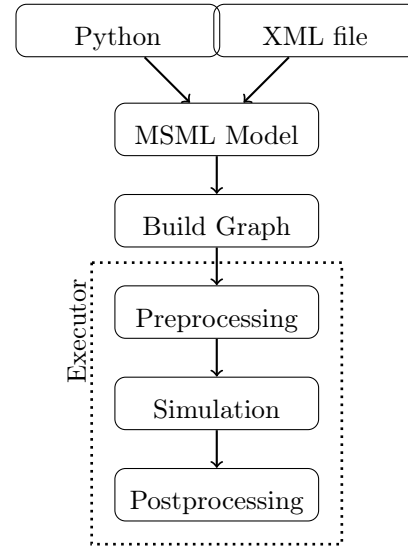 Python
XML file
MSML Model
Build Graph
Executor
Preprocessing
Simulation
Postprocessing